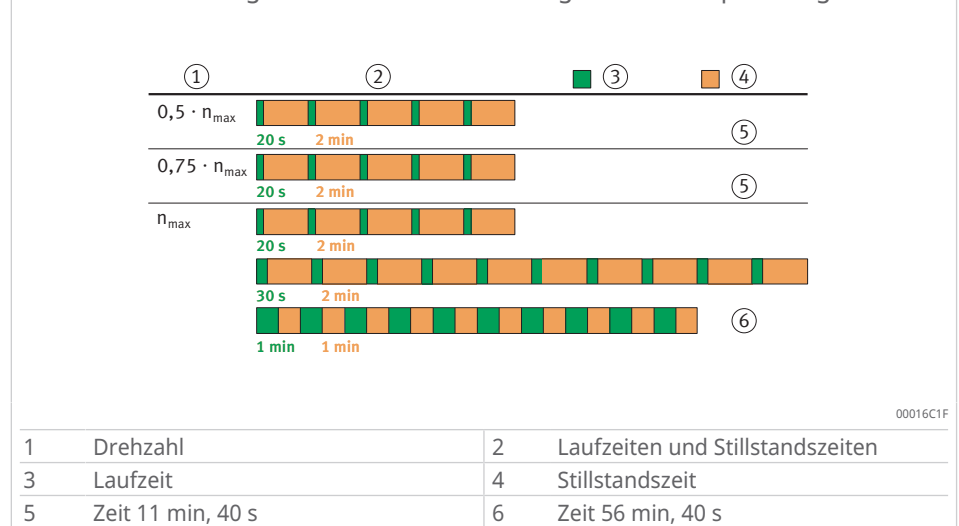 ① ② ③ ④
0,5 · nmax
20 s 2 min
⑤
0,75 · nmax
20 s 2 min
⑤
nmax
20 s 2 min
30 s 2 min
1 min 1 min
⑥
00016C1F
1 Drehzahl 2 Laufzeiten und Stillstandszeiten
3 Laufzeit 4 Stillstandszeit
5 Zeit 11 min, 40 s 6 Zeit 56 min, 40 s